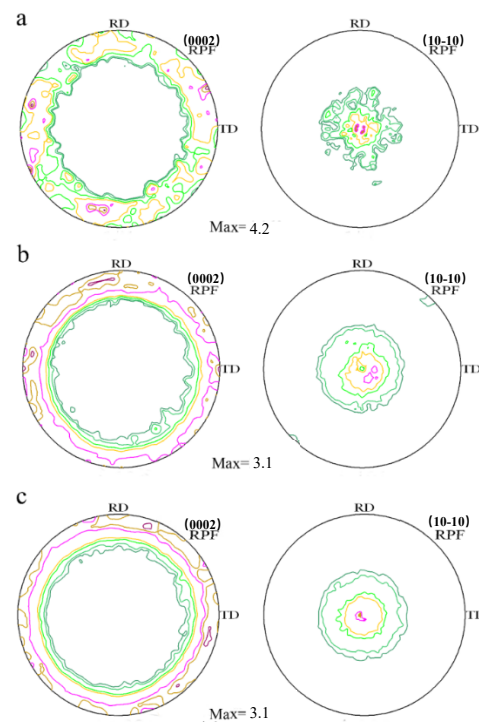 a
RD
(0002)
RPF
TD
RD
(10-10)
RPF
TD
Max= 4.2
b
RD
(0002)
RPF
TD
RD
(10-10)
RPF
TD
Max= 3.1
c
RD
(0002)
RPF
TD
RD
(10-10)
RPF
TD
Max= 3.1